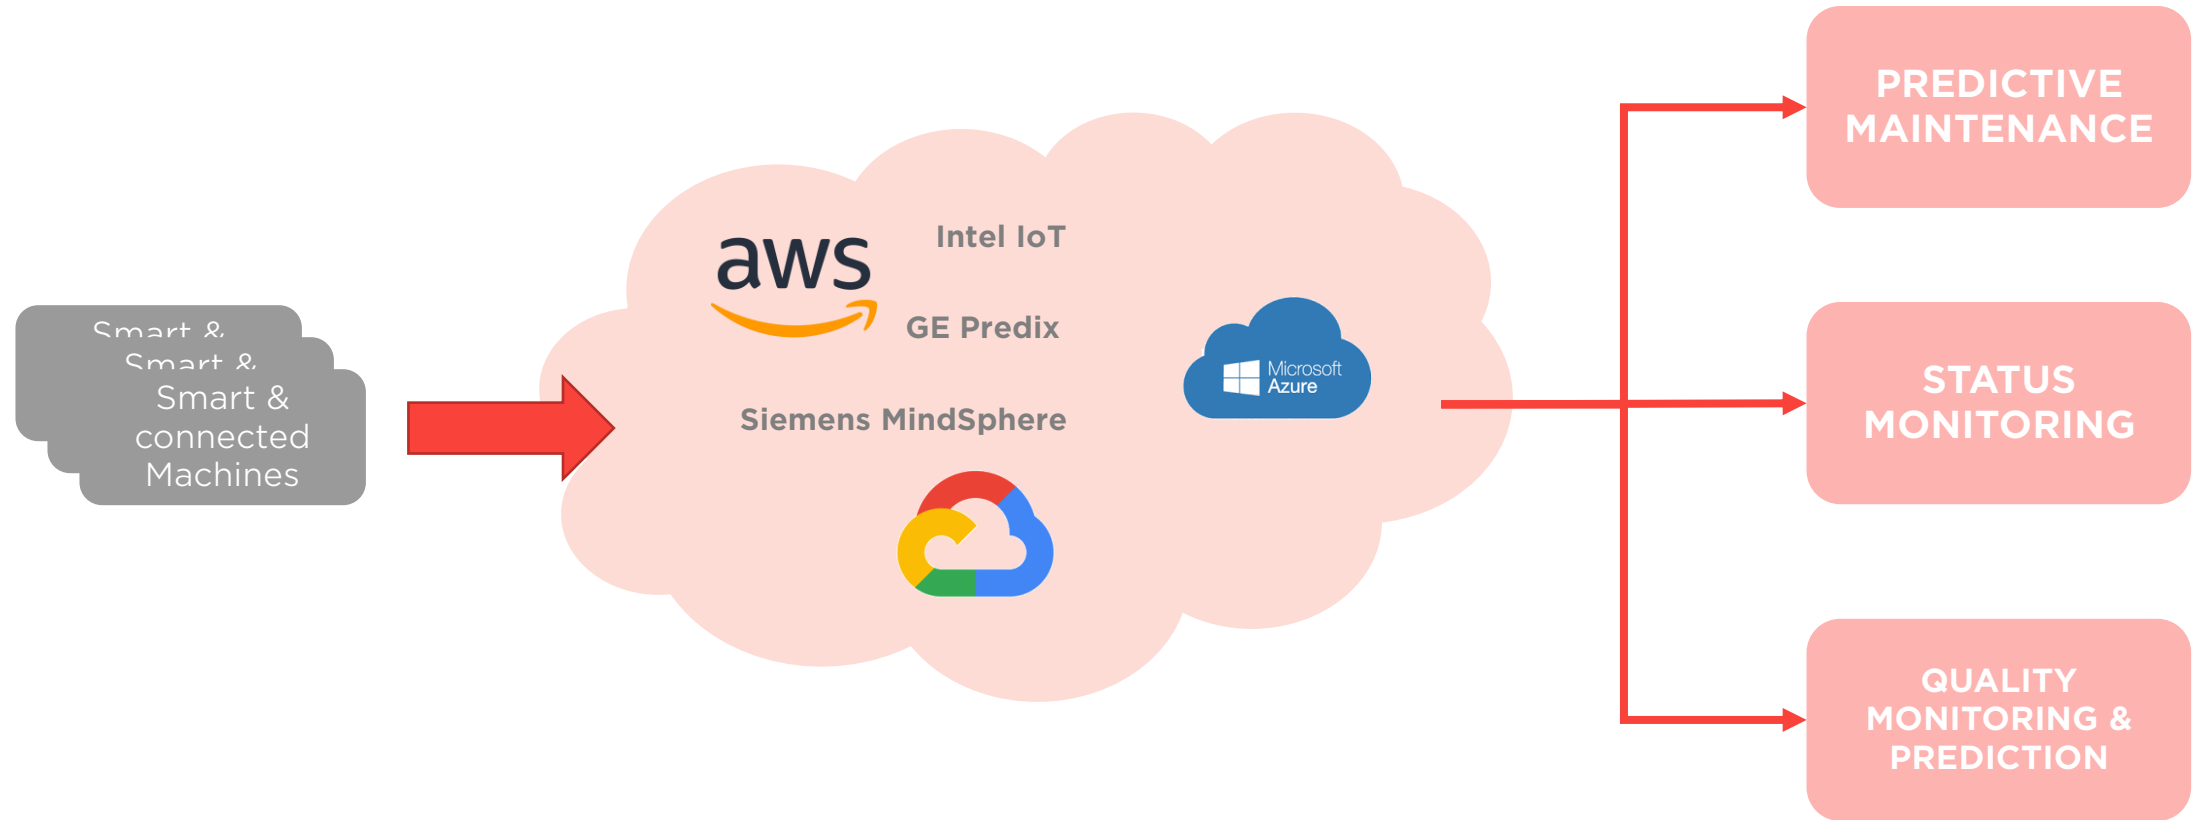 Smart &
Smart &
Smart &
connected
Machines
aws
Intel IoT
GE Predix
Siemens MindSphere
Microsoft
Azure
PREDICTIVE
MAINTENANCE
STATUS
MONITORING
QUALITY
MONITORING &
PREDICTION